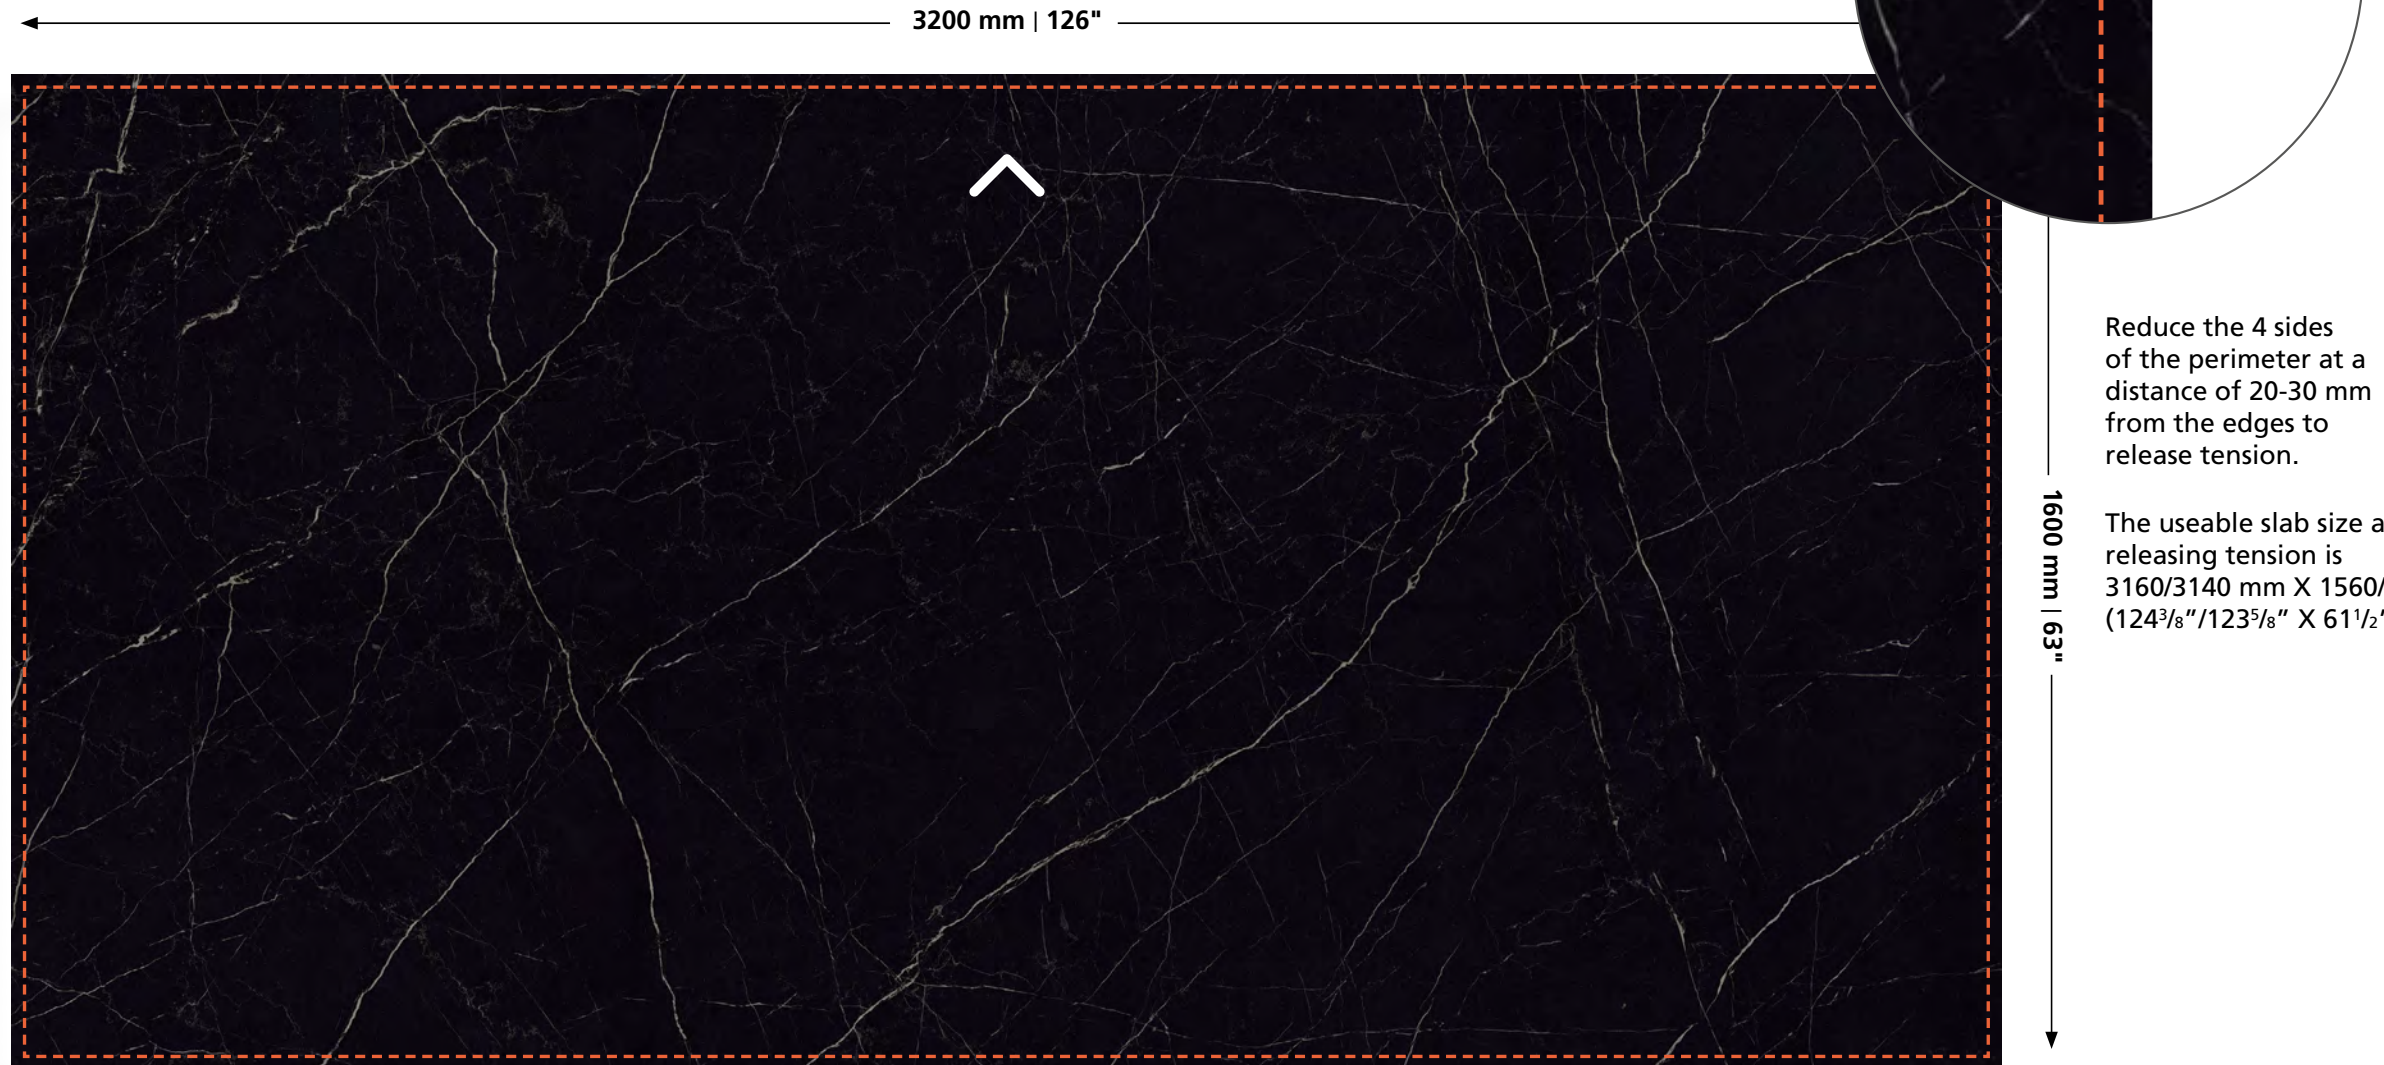 3200 mm | 126"
Reduce the 4 sides
of the perimeter at a
distance of 20-30 mm
from the edges to
release tension.
1600 mm | 63"
The useable slab size
releasing tension is
3160/3140 mm X 1560/
(124³/₈"/123⁵/₈" X 61¹/₂"